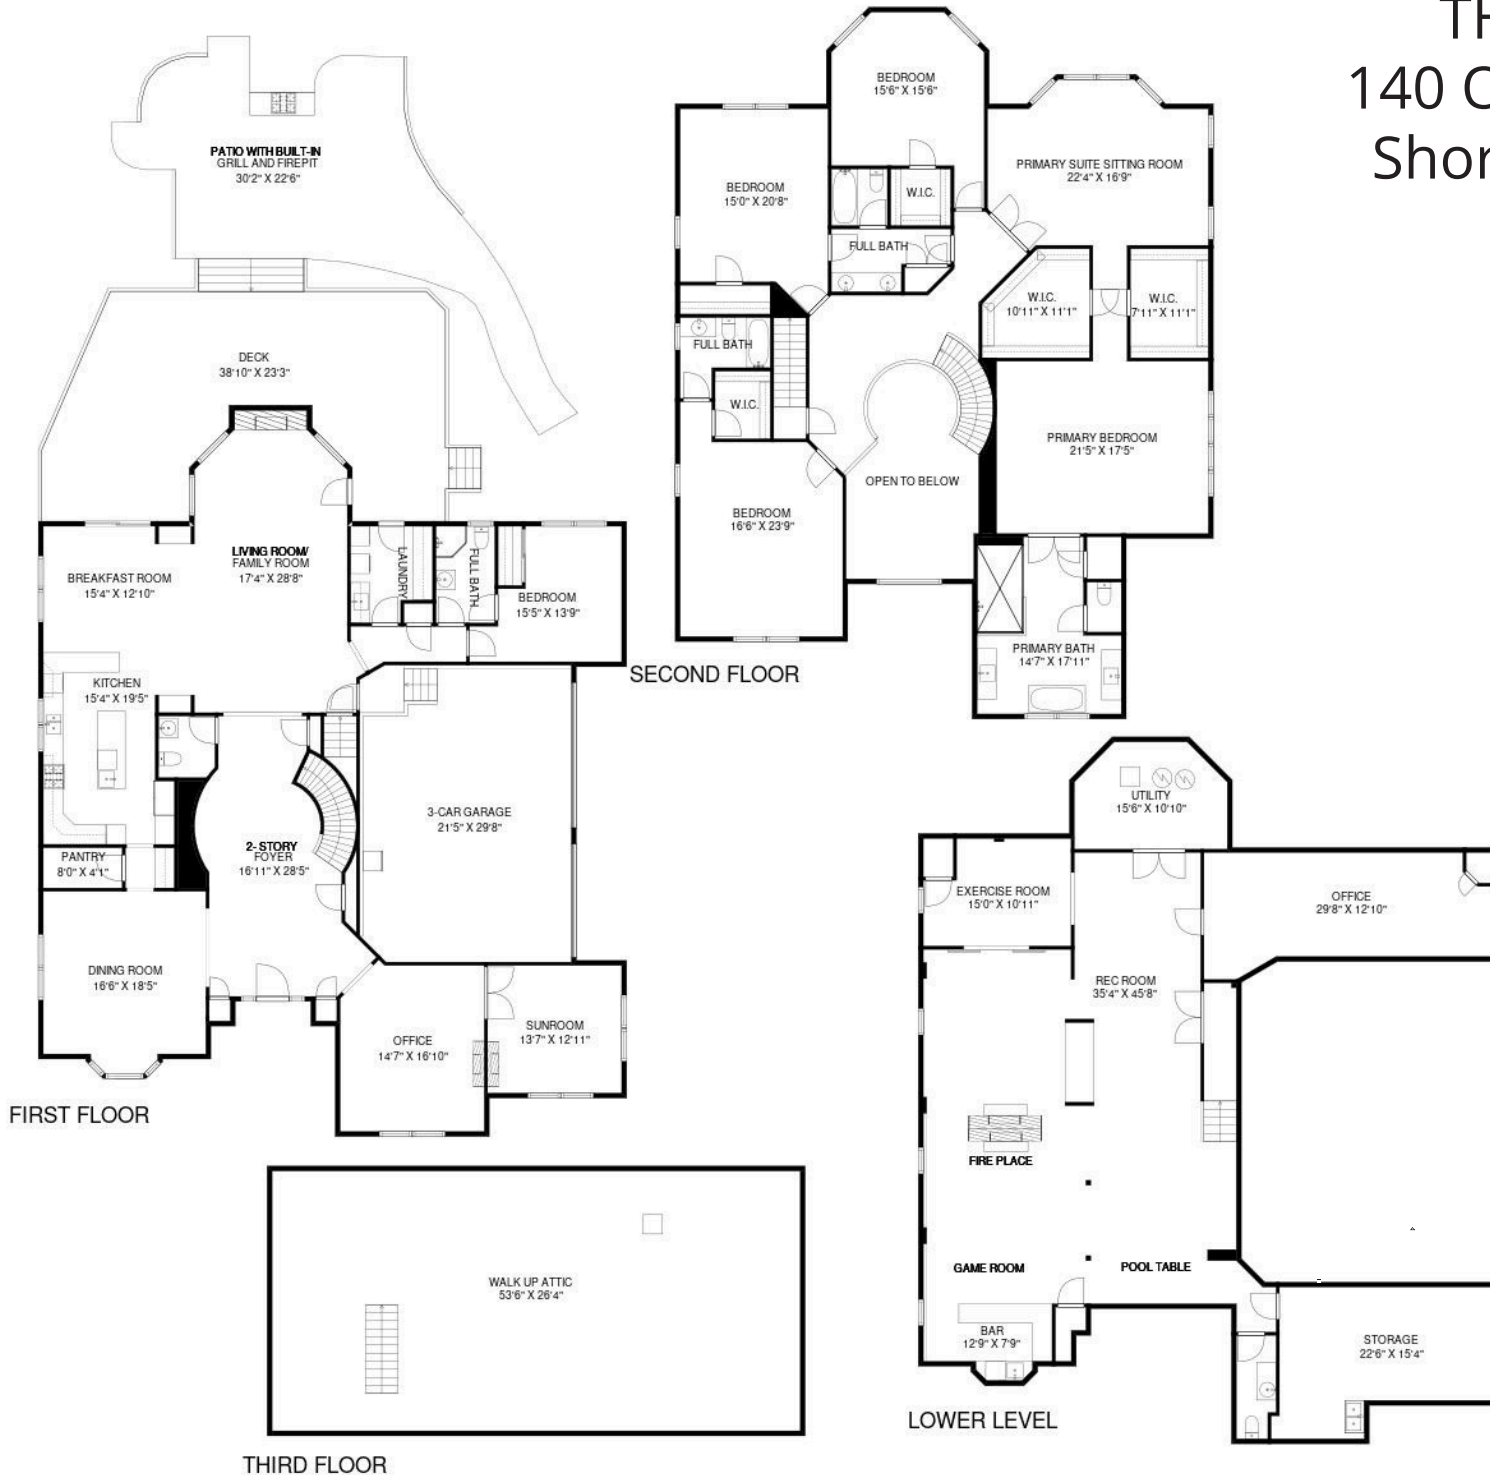 TH
140 C
Shor
PATIO WITH BUILT-IN
GRILL AND FIREPIT
30'2" X 22'6"
DECK
38'10" X 23'3"
LIVING ROOM/
FAMILY ROOM
17'4" X 28'8"
BREAKFAST ROOM
15'4" X 12'10"
LAUNDRY
FULL BATH
BEDROOM
15'5" X 13'9"
KITCHEN
15'4" X 19'5"
3-CAR GARAGE
21'5" X 29'8"
2- STORY
FOYER
16'11" X 28'5"
PANTRY
8'0" X 4'1"
DINING ROOM
16'6" X 18'5"
OFFICE
14'7" X 16'10"
SUNROOM
13'7" X 12'11"
FIRST FLOOR
BEDROOM
15'6" X 15'6"
BEDROOM
15'0" X 20'8"
W.I.C.
PRIMARY SUITE SITTING ROOM
22'4" X 16'9"
FULL BATH
W.I.C.
10'11" X 11'1"
W.I.C.
7'11" X 11'1"
FULL BATH
W.I.C.
PRIMARY BEDROOM
21'5" X 17'5"
OPEN TO BELOW
BEDROOM
16'6" X 23'9"
PRIMARY BATH
14'7" X 17'11"
SECOND FLOOR
UTILITY
15'6" X 10'10"
EXERCISE ROOM
15'0" X 10'11"
OFFICE
29'8" X 12'10"
REC ROOM
35'4" X 45'8"
FIRE PLACE
GAME ROOM
POOL TABLE
BAR
12'9" X 7'9"
STORAGE
22'6" X 15'4"
LOWER LEVEL
WALK UP ATTIC
53'6" X 26'4"
THIRD FLOOR